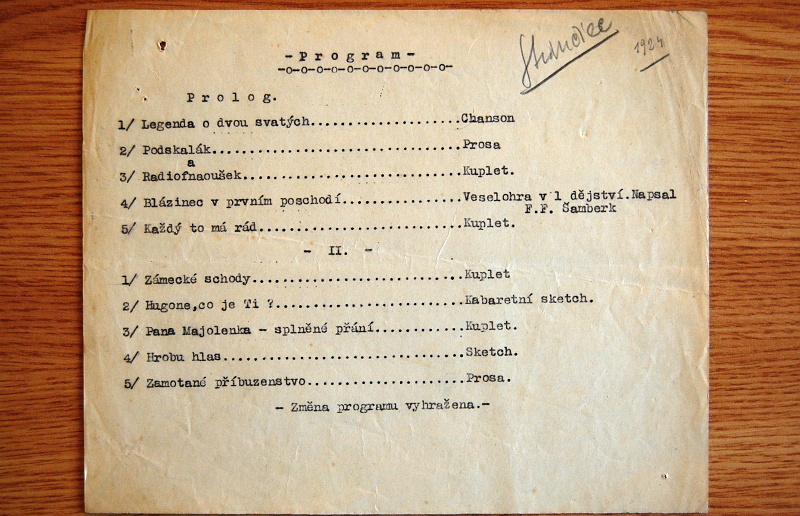 -Program-
-o-o-o-o-o-o-o-o-o-o-o-
1924
Prolog.
1/ Legenda o dvou svatých....................Chanson
2/ Podskalák.................................Prosa
a
3/ Radiofnaoušek.............................Kuplet.
4/ Blázinec v prvním poschodí................Veselohra v 1 dějství.Napsal
F.F. Šamberk
5/ Každý to má rád...........................Kuplet.
- II. -
1/ Zámecké schody............................Kuplet
2/ Hugone,co je Ti ?.........................Kabaretní sketch.
3/ Pana Majolenka - splněné přání............Kuplet.
4/ Hrobu hlas................................Sketch.
5/ Zamotané příbuzenstvo.....................Prosa.
- Změna programu vyhražena.-